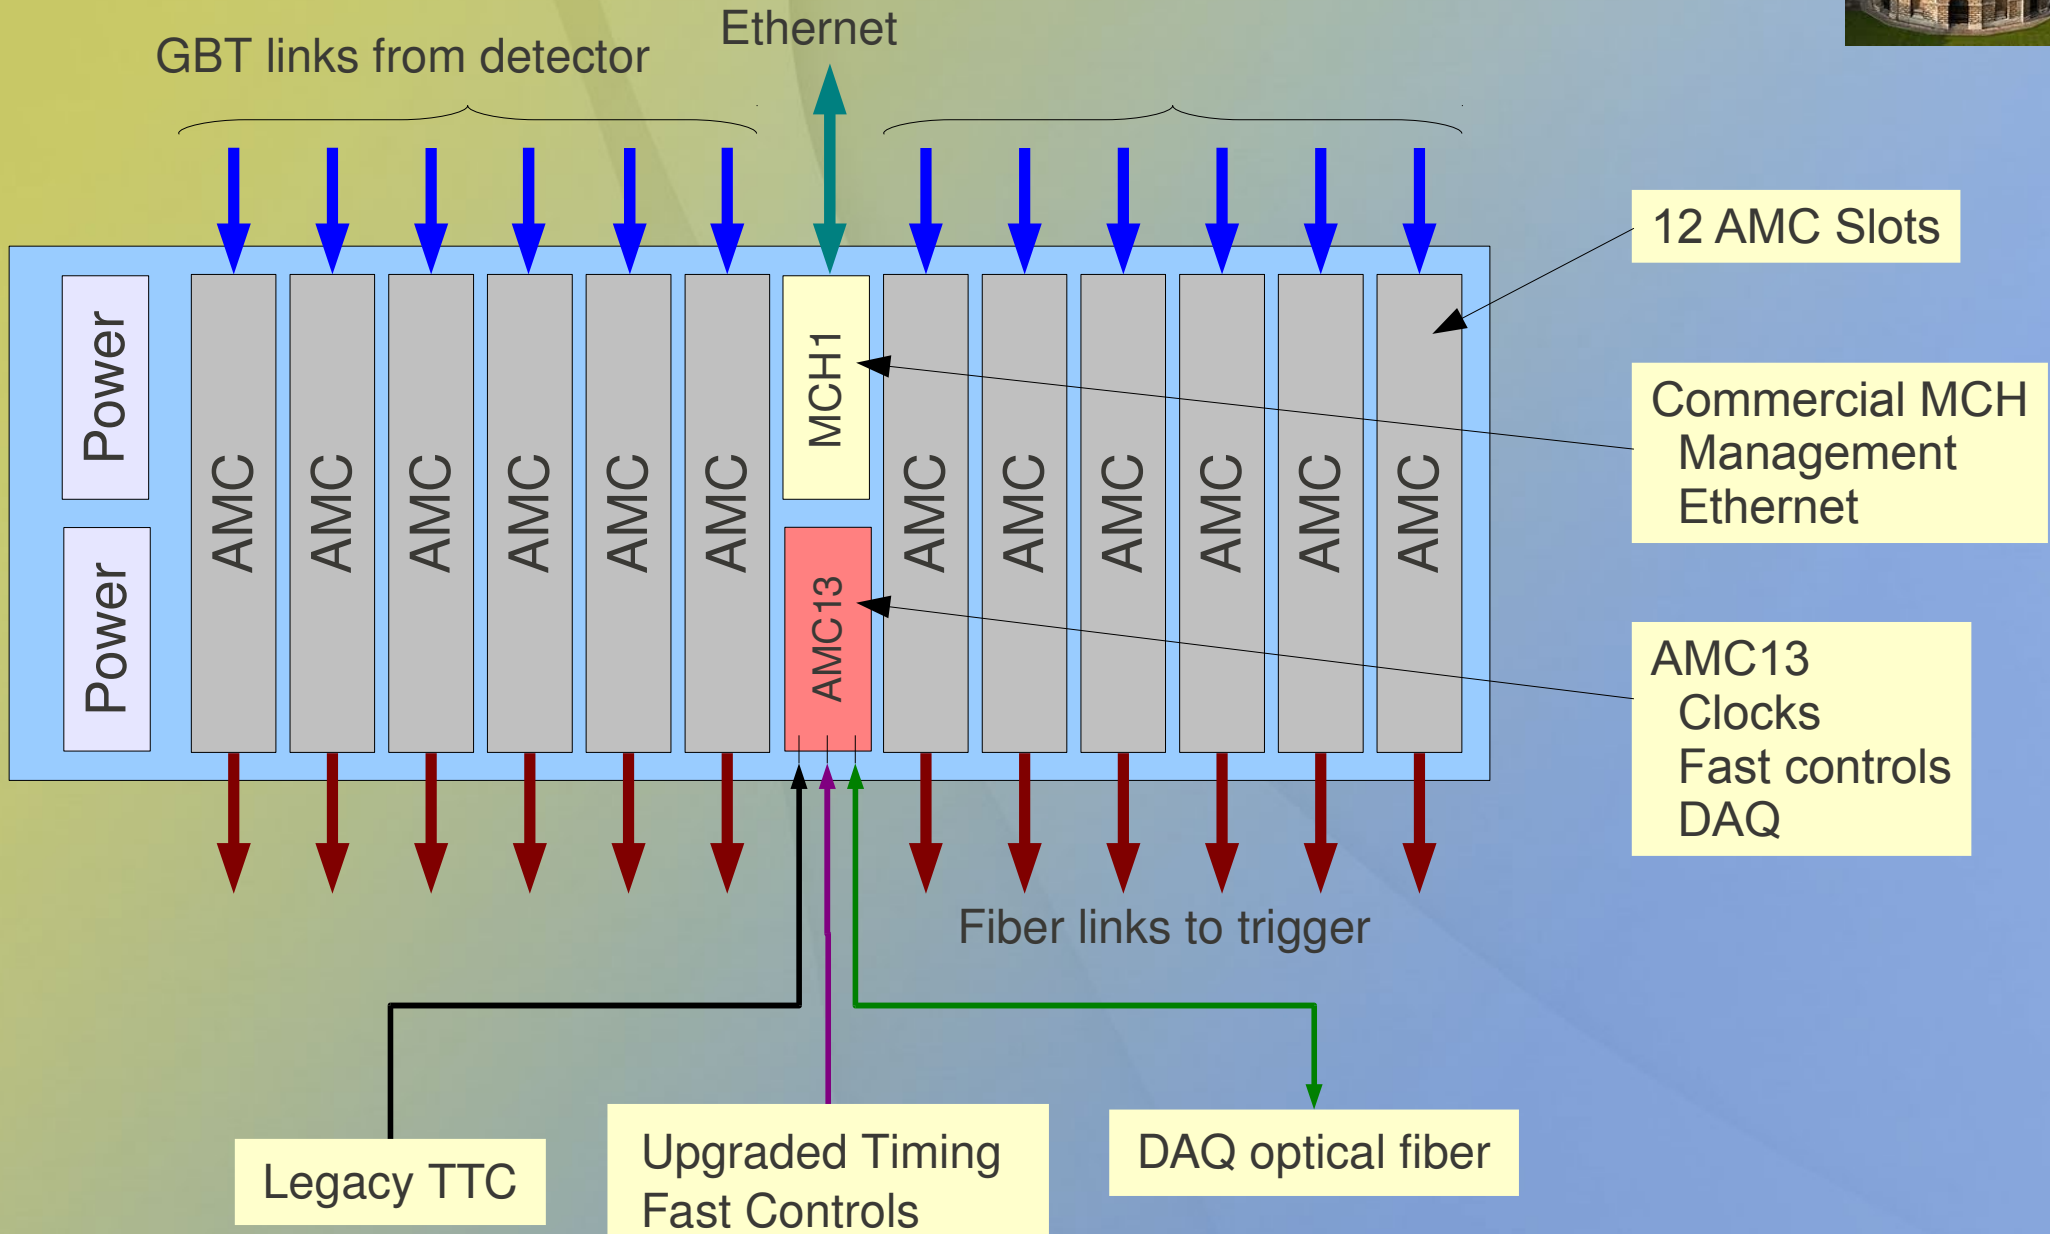 Ethernet
GBT links from detector
12 AMC Slots
Power
Power
AMC
AMC
AMC
AMC
AMC
AMC
MCH1
AMC13
AMC
AMC
AMC
AMC
AMC
AMC
Commercial MCH
Management
Ethernet
AMC13
Clocks
Fast controls
DAQ
Fiber links to trigger
Legacy TTC
Upgraded Timing
Fast Controls
DAQ optical fiber